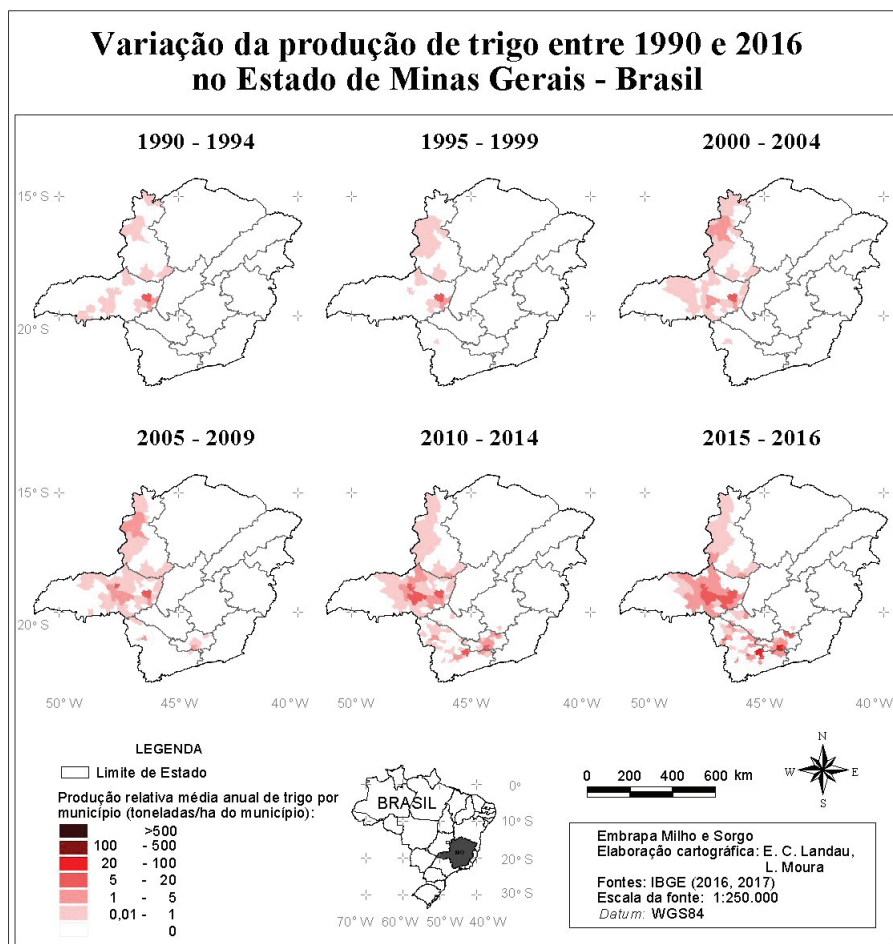 Variação da produção de trigo entre 1990 e 2016
no Estado de Minas Gerais - Brasil
1990 - 1994
1995 - 1999
2000 - 2004
15° S
20° S
2005 - 2009
2010 - 2014
2015 - 2016
15° S
20° S
50° W
45° W
40° W
50° W
45° W
40° W
50° W
45° W
40° W
LEGENDA
Limite de Estado
Produção relativa média anual de trigo por
município (toneladas/ha do município):
>500
100 - 500
20 - 100
5 - 20
1 - 5
0,01 - 1
0
BRASIL
MG
0°
10° S
20° S
30° S
70° W 60° W 50° W 40° W
0 200 400 600 km
N
W E
S
Embrapa Milho e Sorgo
Elaboração cartográfica: E. C. Landau,
L. Moura
Fontes: IBGE (2016, 2017)
Escala da fonte: 1:250.000
Datum: WGS84